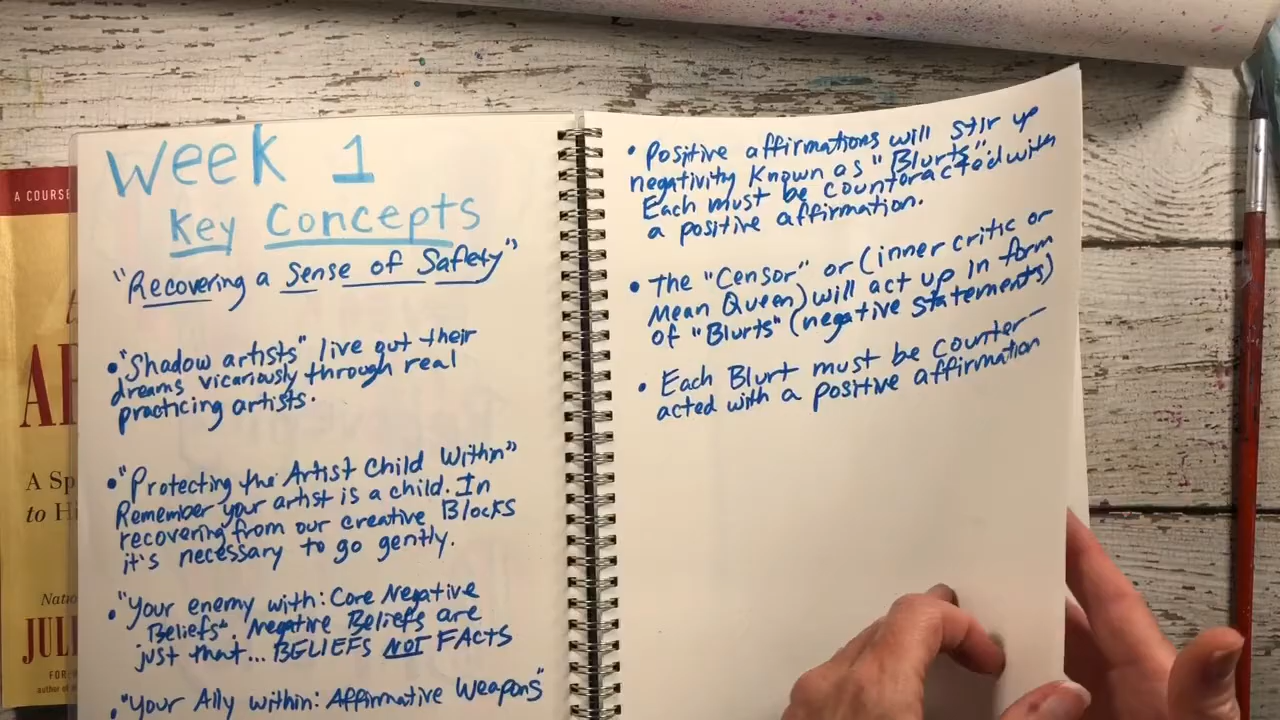 Week 1
Key Concepts
"Recovering a Sense of Safety"
• "Shadow artists" live out their
dreams vicariously through real
practicing artists.
• "Protecting the Artist Child Within"
Remember your artist is a child. In
recovering from our creative Blocks
it's necessary to go gently.
• "Your enemy with: Core Negative
Beliefs". Negative Beliefs are
just that... BELIEFS NOT FACTS
• "Your Ally within: Affirmative Weapons"
• Positive affirmations will stir up
negativity Known as "Blurts".
Each must be counteracted with
a positive affirmation.
• The "Censor" or (inner critic or
Mean Queen) will act up in form
of "Blurts" (negative statements)
• Each Blurt must be counter-
acted with a positive affirmation
A COURSE
A Sp
to Hi
Natio
JULI
FOR
author of